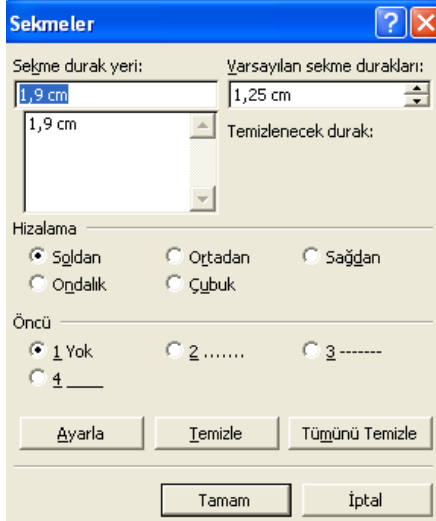 Sekmeler
Sekme durak yeri: Varsayılan sekme durakları:
1,9 cm 1,25 cm
1,9 cm
Temizlenecek durak:
Hizalama
Soldan Ortadan Sağdan
Ondalık Çubuk
Öncü
1 Yok 2 ....... 3 -------
4 ____
Ayarla Temizle Tümünü Temizle
Tamam İptal